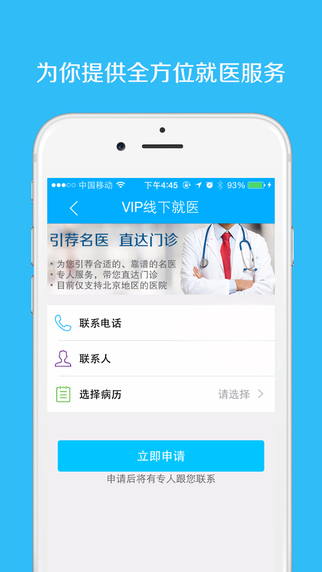 为你提供全方位就医服务
中国移动 下午4:45 93%
VIP线下就医
引荐名医 直达门诊
• 为您引荐合适的、靠谱的名医
• 专人服务，带您直达门诊
• 目前仅支持北京地区的医院
联系电话
联系人
选择病历 请选择
立即申请
申请后将有专人跟您联系